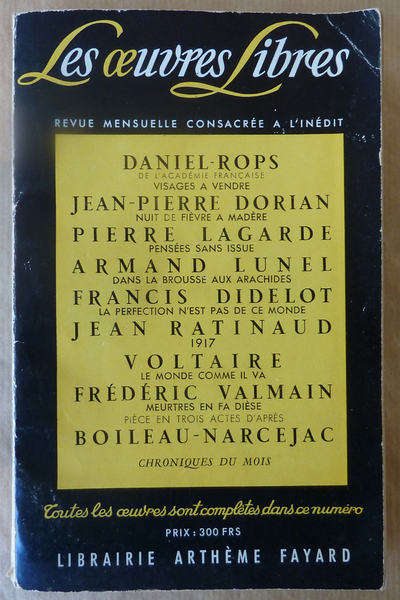 Les œuvres Libres
REVUE MENSUELLE CONSACRÉE A L'INÉDIT
DANIEL-ROPS
DE L'ACADÉMIE FRANÇAISE
VISAGES A VENDRE
JEAN-PIERRE DORIAN
NUIT DE FIÈVRE A MADÈRE
PIERRE LAGARDE
PENSÉES SANS ISSUE
ARMAND LUNEL
DANS LA BROUSSE AUX ARACHIDES
FRANCIS DIDELOT
LA PERFECTION N'EST PAS DE CE MONDE
JEAN RATINAUD
1917
VOLTAIRE
LE MONDE COMME IL VA
FRÉDÉRIC VALMAIN
MEURTRES EN FA DIÈSE
PIÈCE EN TROIS ACTES D'APRÈS
BOILEAU-NARCEJAC
CHRONIQUES DU MOIS
Toutes les œuvres sont complètes dans ce numéro
PRIX : 300 FRS
LIBRAIRIE ARTHÈME FAYARD